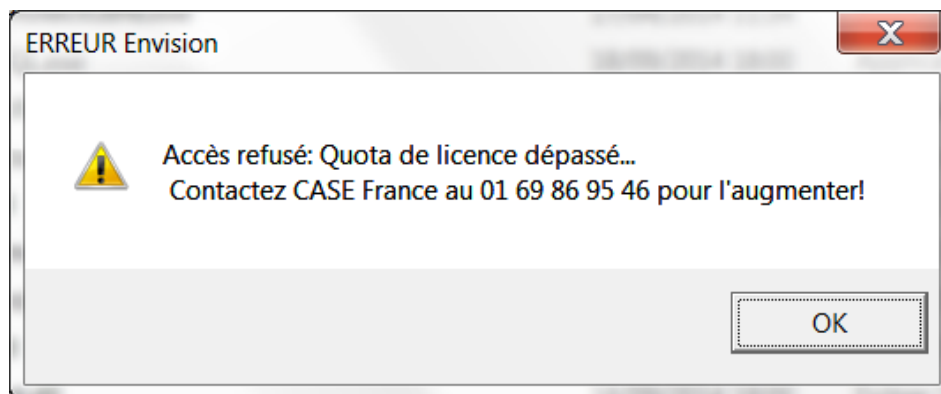 ERREUR Envision
Accès refusé: Quota de licence dépassé...
Contactez CASE France au 01 69 86 95 46 pour l'augmenter!
OK